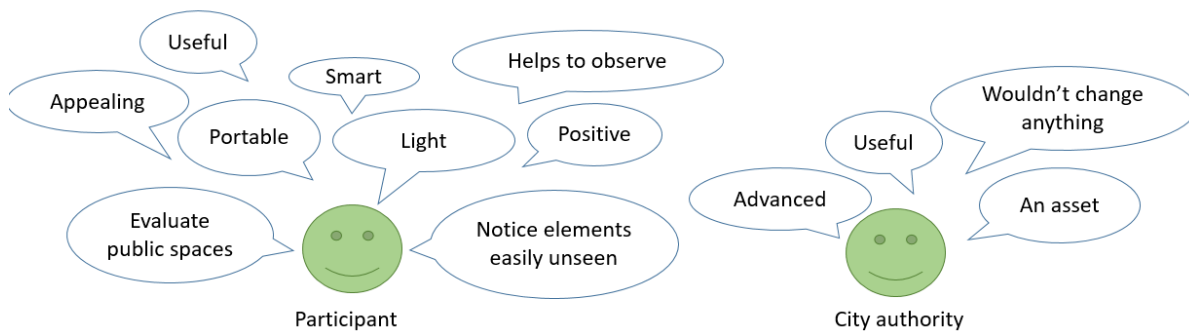 Useful
Smart
Helps to observe
Appealing
Portable
Light
Positive
Evaluate
public spaces
Notice elements
easily unseen
Participant
Wouldn’t change
anything
Useful
Advanced
An asset
City authority